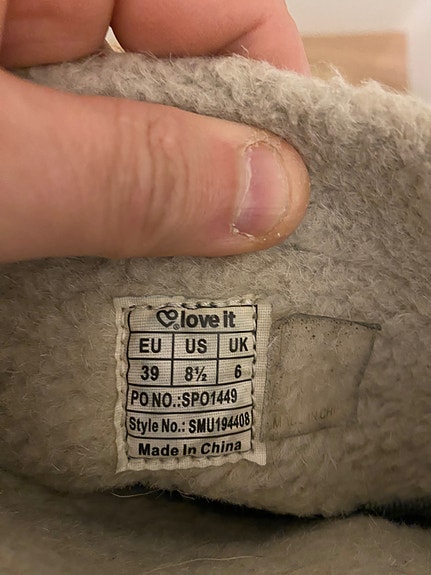 love it
EU US UK
39 8½ 6
PO NO.:SPO1449
Style No.: SMU194408
Made In China